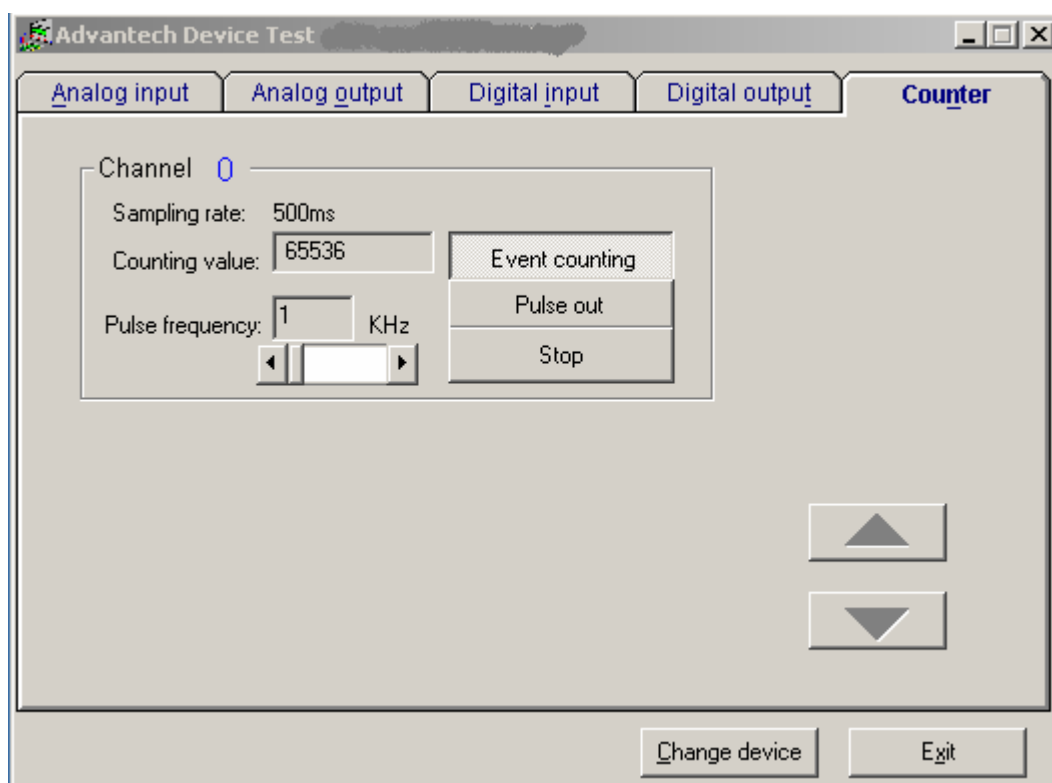 Advantech Device Test
Analog input Analog output Digital input Digital output Counter
Channel 0
Sampling rate: 500ms
Counting value: 65536
Event counting
Pulse out
Pulse frequency: 1 KHz
Stop
Change device Exit